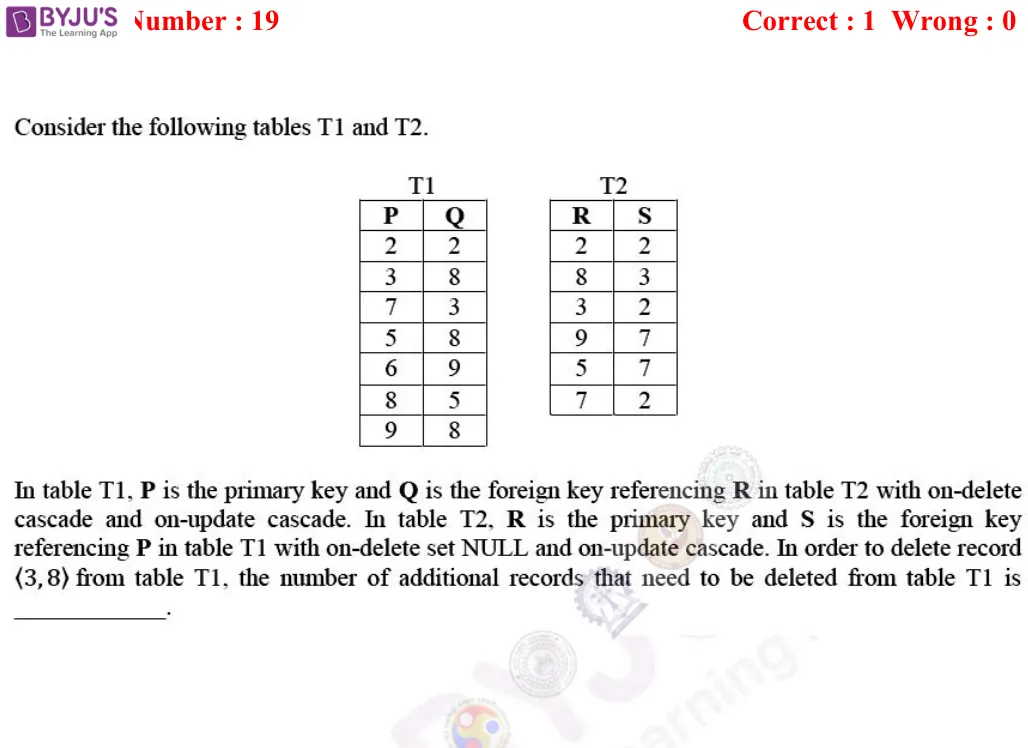 BYJU'S
The Learning App
Number : 19
Correct : 1 Wrong : 0
Consider the following tables T1 and T2.
T1
T2
P Q
R S
2 2
2 2
3 8
8 3
7 3
3 2
5 8
9 7
6 9
5 7
8 5
7 2
9 8
In table T1, P is the primary key and Q is the foreign key referencing R in table T2 with on-delete
cascade and on-update cascade. In table T2, R is the primary key and S is the foreign key
referencing P in table T1 with on-delete set NULL and on-update cascade. In order to delete record
⟨3,8⟩ from table T1, the number of additional records that need to be deleted from table T1 is
____________.